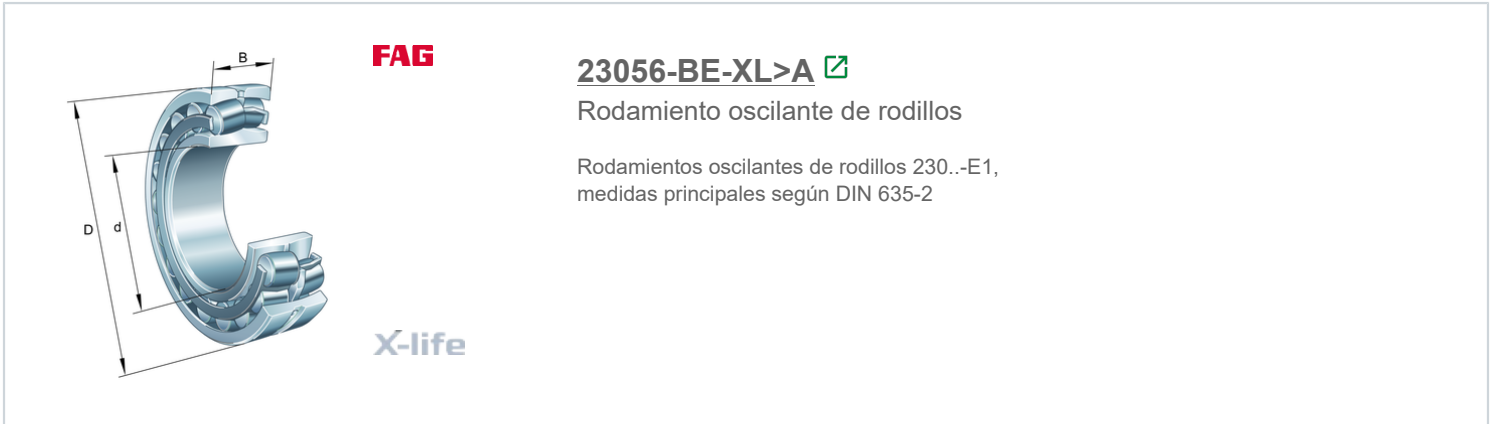 B
FAG
23056-BE-XL>A
Rodamiento oscilante de rodillos
Rodamientos oscilantes de rodillos 230..-E1,
medidas principales según DIN 635-2
D
d
X-life